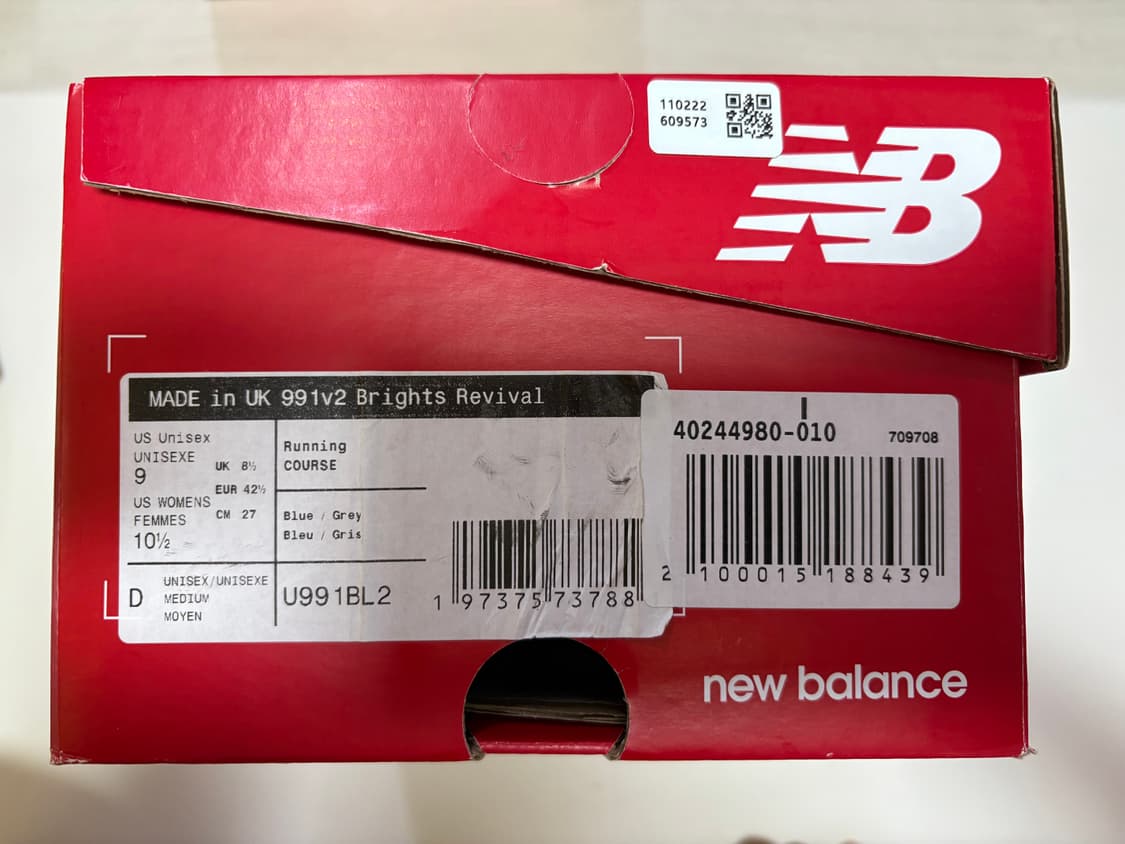 110222
609573
NB
MADE in UK 991v2 Brights Revival
US Unisex
UNISEXE
9
UK 8½
EUR 42½
CM 27
US WOMENS
FEMMES
10½
D
UNISEX/UNISEXE
MEDIUM
MOYEN
Running
COURSE
Blue / Grey
Bleu / Gris
U991BL2
1 97375 73788
I
40244980-010
709708
2 100015 188439
new balance